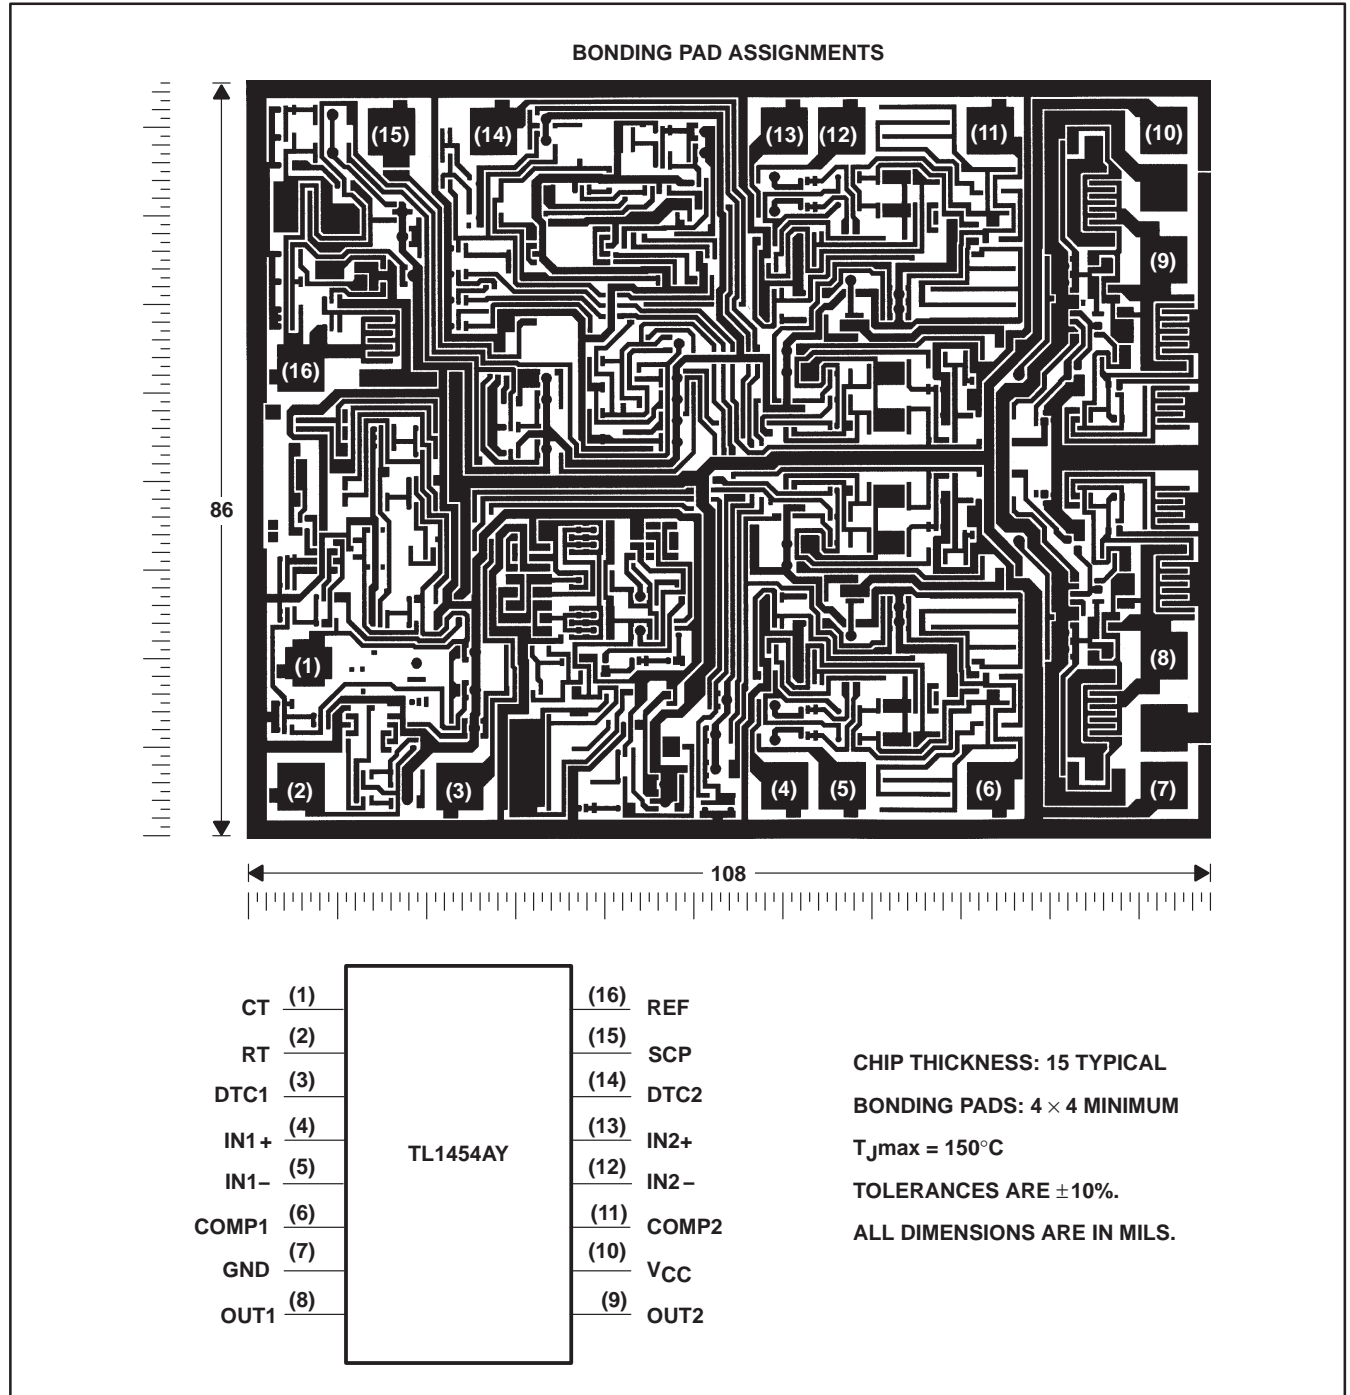 BONDING PAD ASSIGNMENTS
(15) (14) (13) (12) (11) (10)
(9)
(16)
86
(1) (8)
(2) (3) (4) (5) (6) (7)
108
CT (1) (16) REF
RT (2) (15) SCP
DTC1 (3) (14) DTC2
IN1+ (4) (13) IN2+
IN1– (5) (12) IN2–
COMP1 (6) (11) COMP2
GND (7) (10) VCC
OUT1 (8) (9) OUT2
TL1454AY
CHIP THICKNESS: 15 TYPICAL
BONDING PADS: 4 × 4 MINIMUM
TJmax = 150°C
TOLERANCES ARE ±10%.
ALL DIMENSIONS ARE IN MILS.